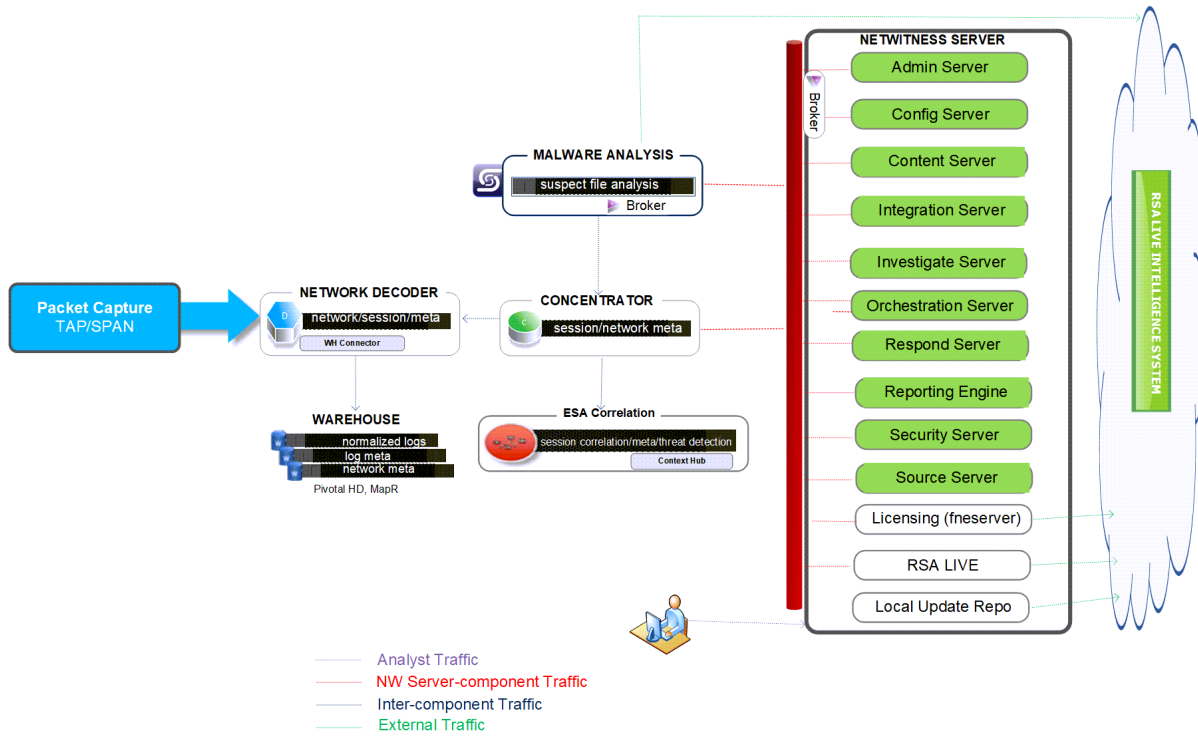 NETWITNESS SERVER
Admin Server
Broker
Config Server
Content Server
Integration Server
Investigate Server
Orchestration Server
Respond Server
Reporting Engine
Security Server
Source Server
Licensing (fneserver)
RSA LIVE
Local Update Repo
RSA LIVE INTELLIGENCE SYSTEM
MALWARE ANALYSIS
suspect file analysis
Broker
Packet Capture
TAP/SPAN
NETWORK DECODER
D
network/session/meta
WH Connector
CONCENTRATOR
C
session/network meta
WAREHOUSE
W
normalized logs
W
log meta
W
network meta
Pivotal HD, MapR
ESA Correlation
session correlation/meta/threat detection
Context Hub
Analyst Traffic
NW Server-component Traffic
Inter-component Traffic
External Traffic